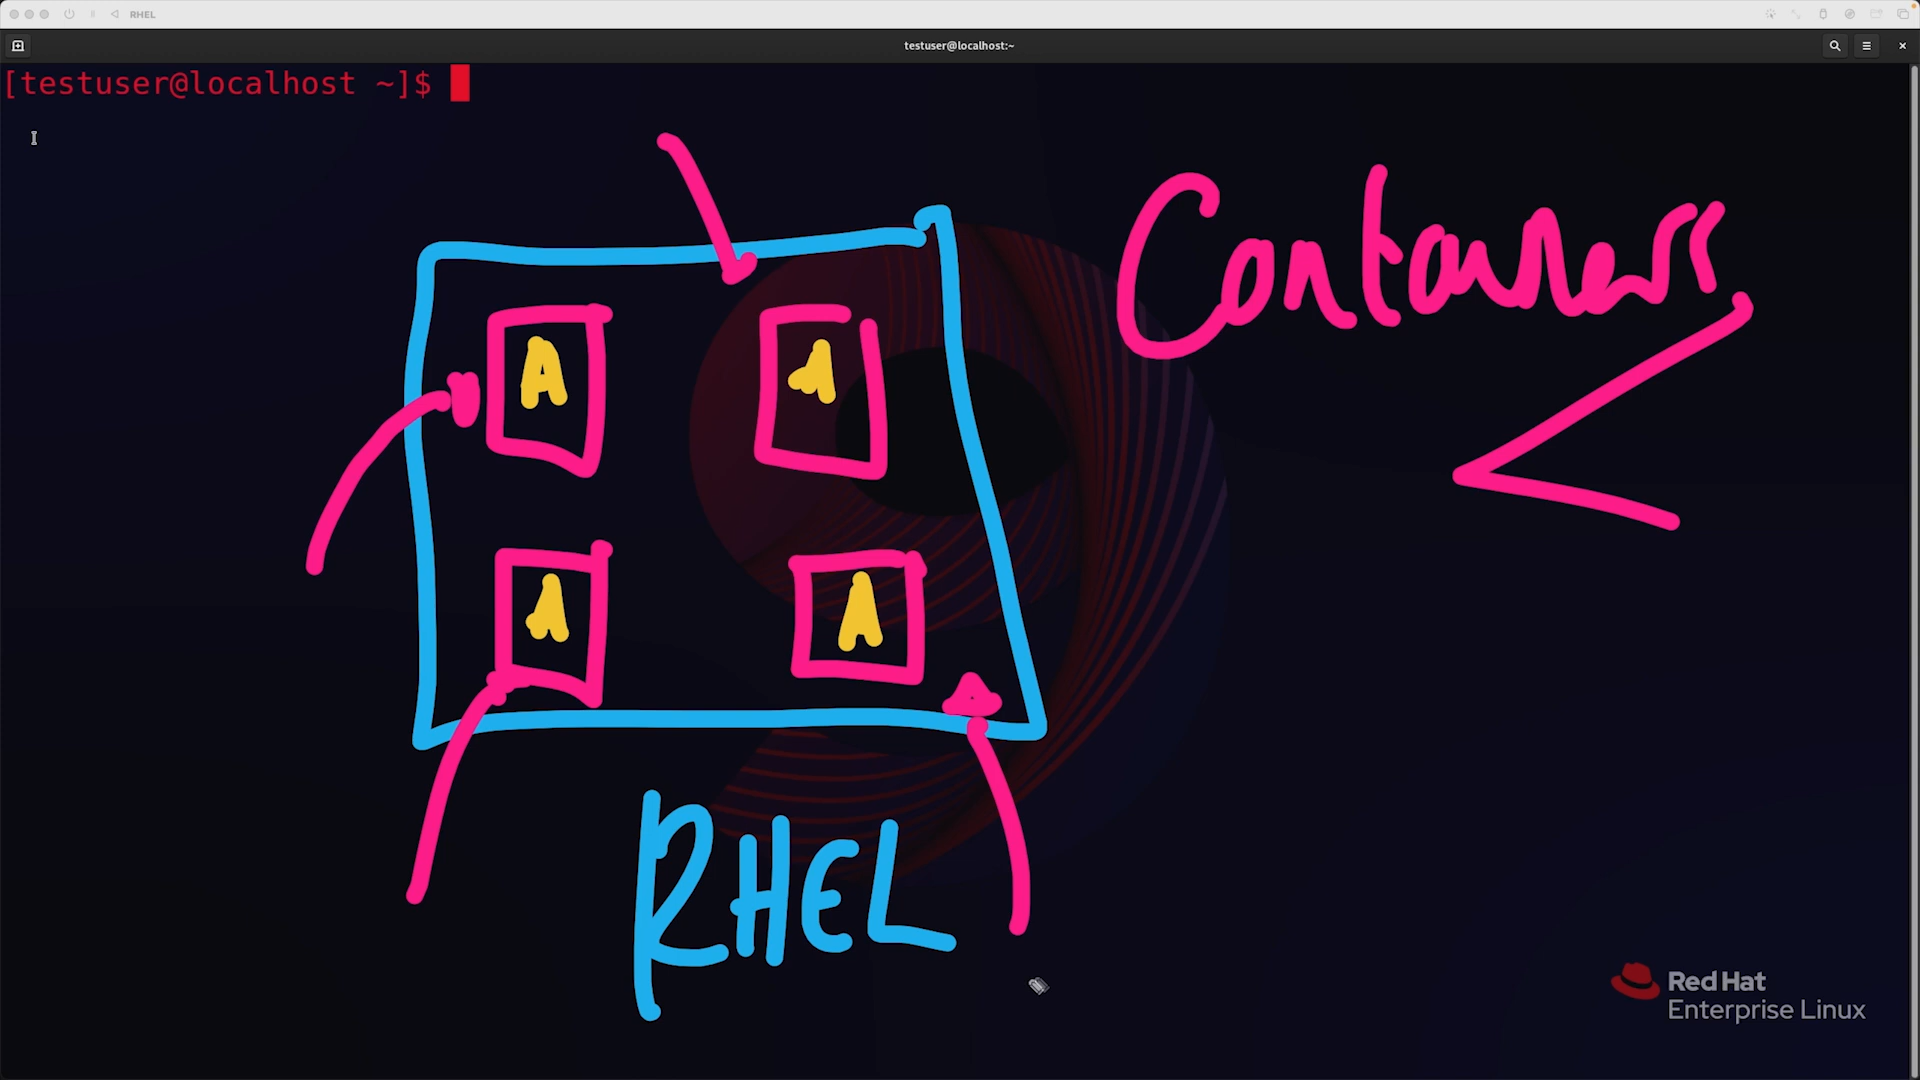 RHEL
testuser@localhost:~
[testuser@localhost ~]$
Containers
A
A
A
A
RHEL
Red Hat
Enterprise Linux